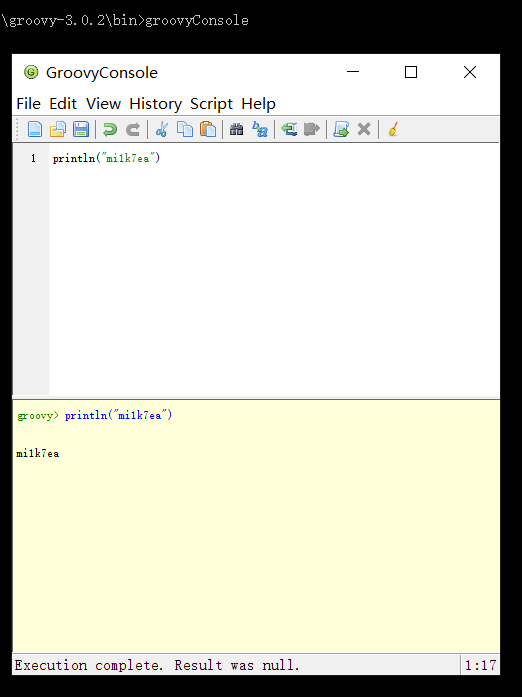 \groovy-3.0.2\bin>groovyConsole
GroovyConsole
File Edit View History Script Help
1 println("mi1k7ea")
groovy> println("mi1k7ea")
mi1k7ea
Execution complete. Result was null. 1:17